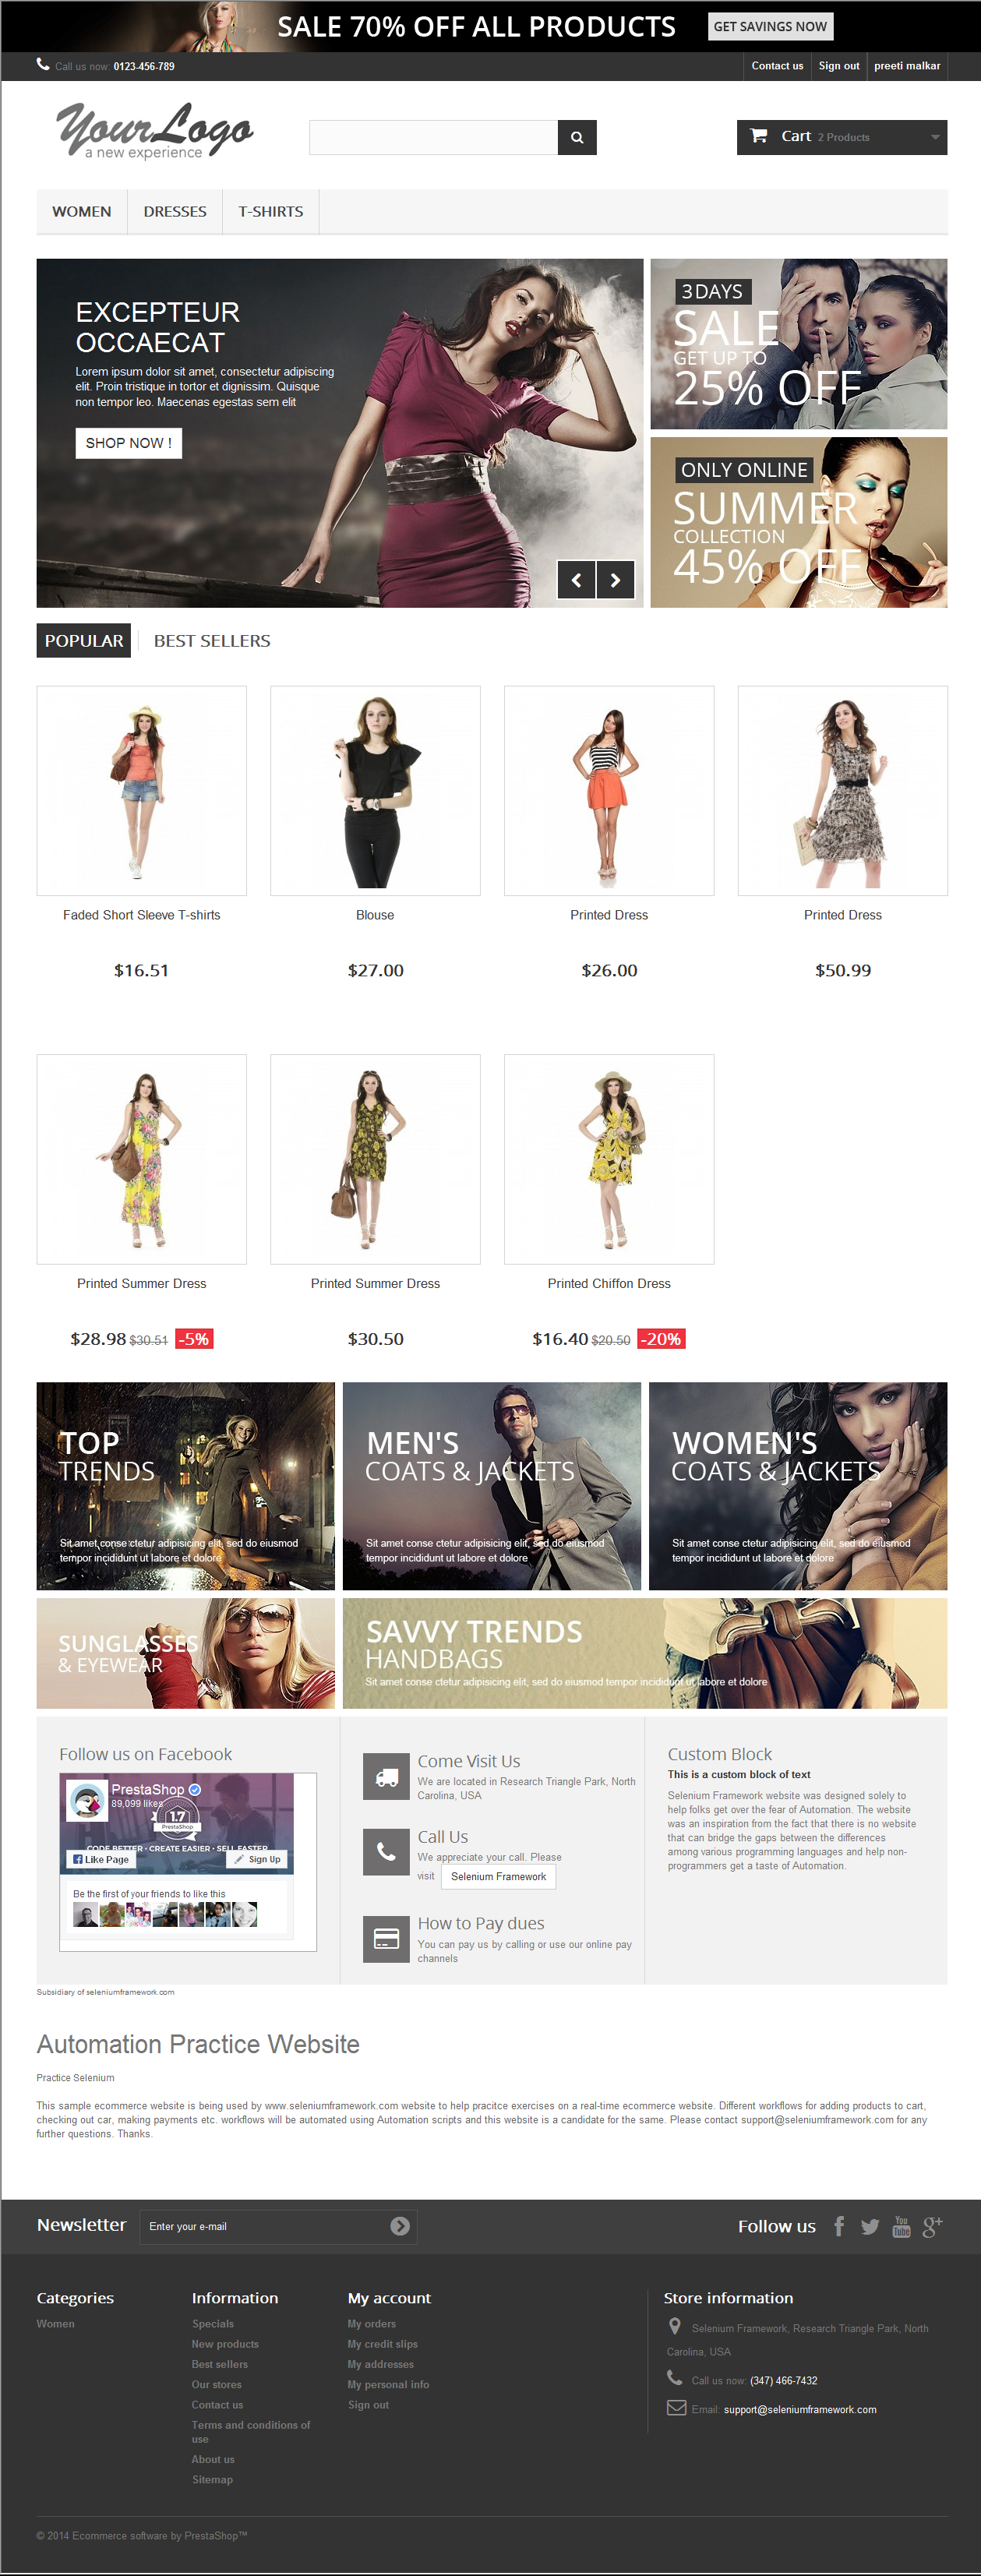 SALE 70% OFF ALL PRODUCTS
GET SAVINGS NOW
Call us now: 0123-456-789
Contact us
Sign out
preeti malkar
YourLogo
a new experience
Cart 2 Products
WOMEN
DRESSES
T-SHIRTS
EXCEPTEUR
OCCAECAT
Lorem ipsum dolor sit amet, consectetur adipiscing
elit. Proin tristique in tortor et dignissim. Quisque
non tempor leo. Maecenas egestas sem elit
SHOP NOW !
3 DAYS
SALE
GET UP TO
25% OFF
ONLY ONLINE
SUMMER
COLLECTION
45% OFF
POPULAR
BEST SELLERS
Faded Short Sleeve T-shirts
Blouse
Printed Dress
Printed Dress
$16.51
$27.00
$26.00
$50.99
Printed Summer Dress
Printed Summer Dress
Printed Chiffon Dress
$28.98 $30.51 -5%
$30.50
$16.40 $20.50 -20%
TOP
TRENDS
Sit amet conse ctetur adipisicing elit, sed do eiusmod
tempor incididunt ut labore et dolore
MEN'S
COATS & JACKETS
Sit amet conse ctetur adipisicing elit, sed do eiusmod
tempor incididunt ut labore et dolore
WOMEN'S
COATS & JACKETS
Sit amet conse ctetur adipisicing elit, sed do eiusmod
tempor incididunt ut labore et dolore
SUNGLASSES
& EYEWEAR
SAVVY TRENDS
HANDBAGS
Sit amet conse ctetur adipisicing elit, sed do eiusmod tempor incididunt ut labore et dolore
Follow us on Facebook
PrestaShop
89,099 likes
1.7
PrestaShop
CODE BETTER • CREATE EASIER • SELL FASTER
Like Page
Sign Up
Be the first of your friends to like this
Come Visit Us
We are located in Research Triangle Park, North
Carolina, USA
Call Us
We appreciate your call. Please
visit Selenium Framework
How to Pay dues
You can pay us by calling or use our online pay
channels
Custom Block
This is a custom block of text
Selenium Framework website was designed solely to
help folks get over the fear of Automation. The website
was an inspiration from the fact that there is no website
that can bridge the gaps between the differences
among various programming languages and help non-
programmers get a taste of Automation.
Subsidiary of seleniumframework.com
Automation Practice Website
Practice Selenium
This sample ecommerce website is being used by www.seleniumframework.com website to help pracitce exercises on a real-time ecommerce website. Different workflows for adding products to cart,
checking out car, making payments etc. workflows will be automated using Automation scripts and this website is a candidate for the same. Please contact support@seleniumframework.com for any
further questions. Thanks.
Newsletter
Enter your e-mail
Follow us
You
Tube
Categories
Women
Information
Specials
New products
Best sellers
Our stores
Contact us
Terms and conditions of
use
About us
Sitemap
My account
My orders
My credit slips
My addresses
My personal info
Sign out
Store information
Selenium Framework, Research Triangle Park, North
Carolina, USA
Call us now: (347) 466-7432
Email: support@seleniumframework.com
© 2014 Ecommerce software by PrestaShop™